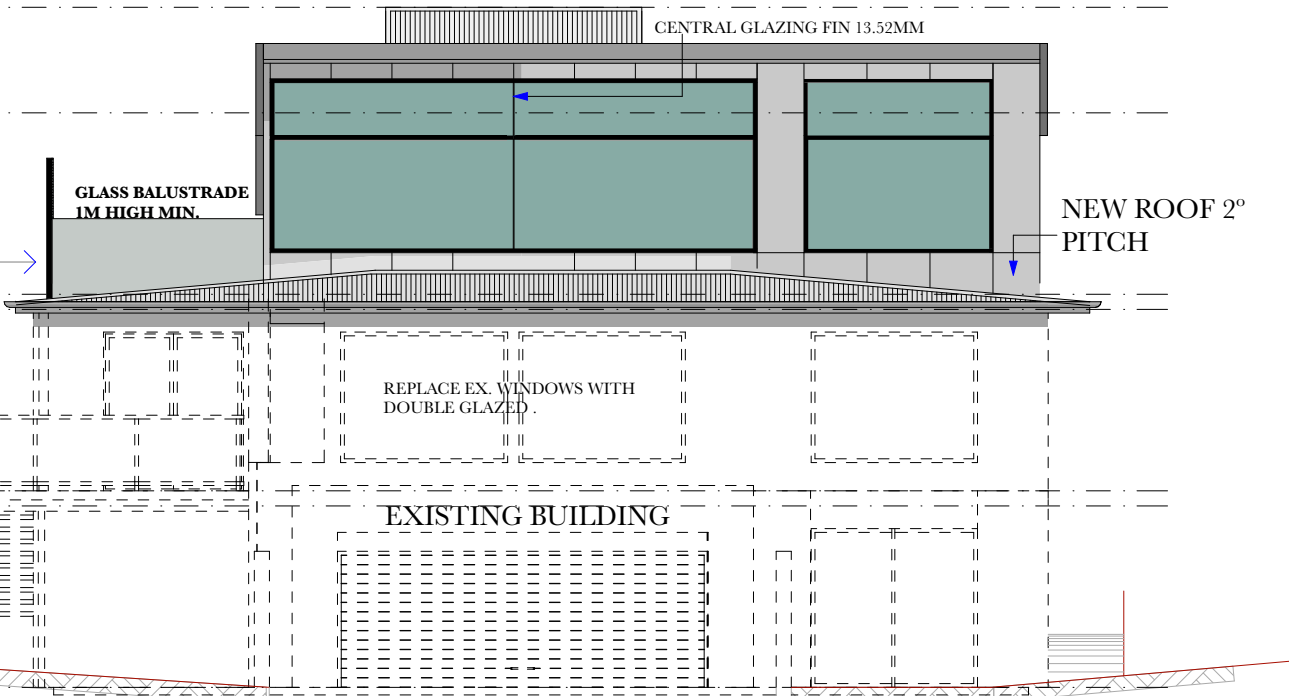 CENTRAL GLAZING FIN 13.52MM
GLASS BALUSTRADE
1M HIGH MIN.
NEW ROOF 2º
PITCH
REPLACE EX. WINDOWS WITH
DOUBLE GLAZED .
EXISTING BUILDING